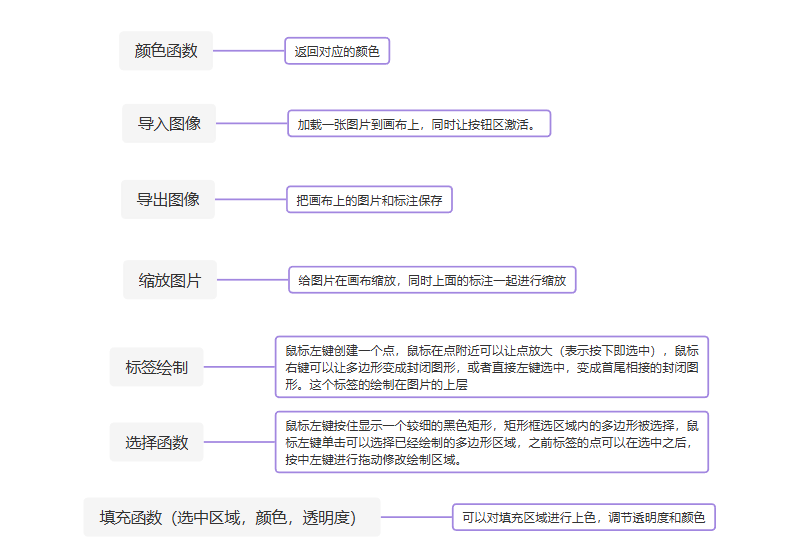 颜色函数
返回对应的颜色
导入图像
加载一张图片到画布上，同时让按钮区激活。
导出图像
把画布上的图片和标注保存
缩放图片
给图片在画布缩放，同时上面的标注一起进行缩放
标签绘制
鼠标左键创建一个点，鼠标在点附近可以让点放大（表示按下即选中），鼠标
右键可以让多边形变成封闭图形，或者直接左键选中，变成首尾相接的封闭图
形。这个标签的绘制在图片的上层
选择函数
鼠标左键按住显示一个较细的黑色矩形，矩形框选区域内的多边形被选择，鼠
标左键单击可以选择已经绘制的多边形区域，之前标签的点可以在选中之后，
按中左键进行拖动修改绘制区域。
填充函数（选中区域，颜色，透明度）
可以对填充区域进行上色，调节透明度和颜色